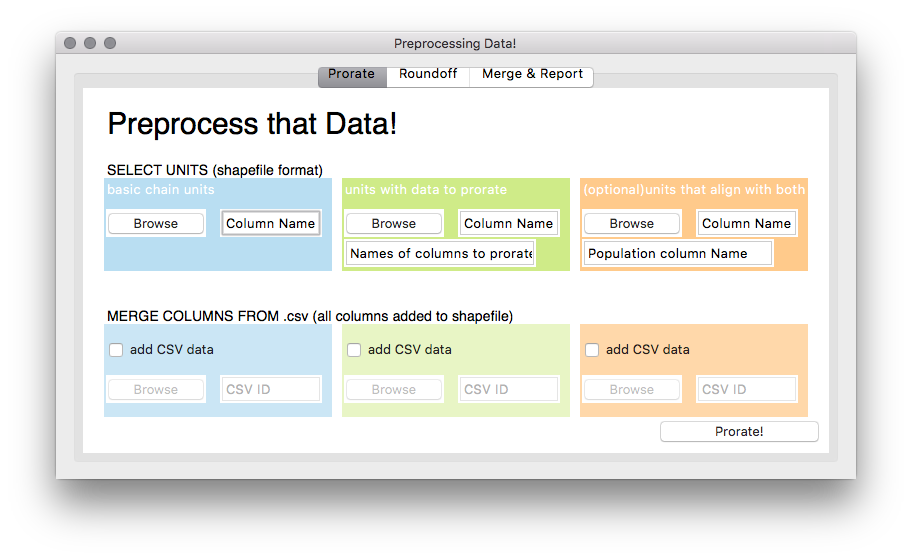 Preprocessing Data!
Prorate Roundoff Merge & Report
Preprocess that Data!
SELECT UNITS (shapefile format)
basic chain units units with data to prorate (optional)units that align with both
Browse Column Name Browse Column Name Browse Column Name
Names of columns to prorate Population column Name
MERGE COLUMNS FROM .csv (all columns added to shapefile)
add CSV data add CSV data add CSV data
Browse CSV ID Browse CSV ID Browse CSV ID
Prorate!